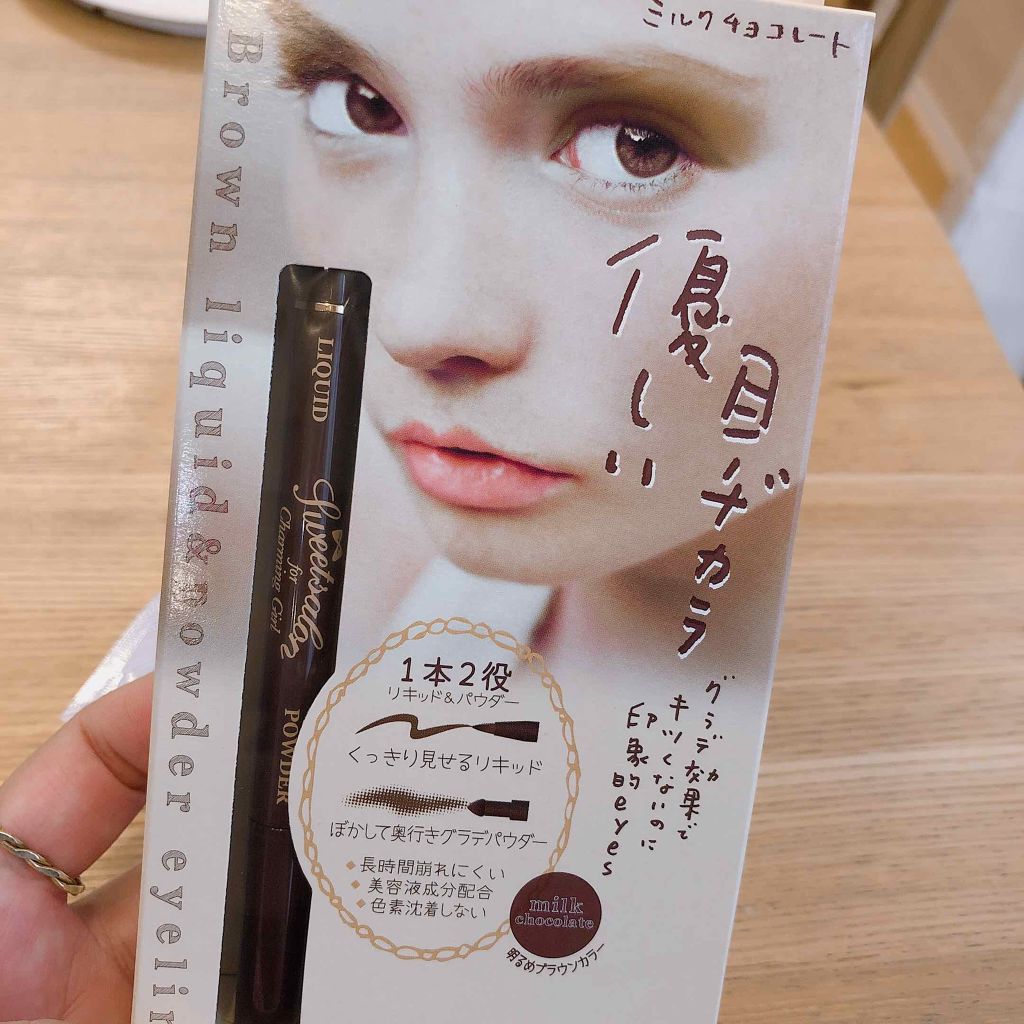 ミルクチョコレート
Brown liquid&powder eyelin
優しい
目ヂカラ
グラデ効果で
キツくないのに
印象的eyes
LIQUID
Sweetsalon
for
Charming Girl
POWDER
1本2役
リキッド&パウダー
くっきり見せるリキッド
ぼかして奥行きグラデパウダー
◆長時間崩れにくい
◆美容液成分配合
◆色素沈着しない
milk
chocolate
明るめブラウンカラー